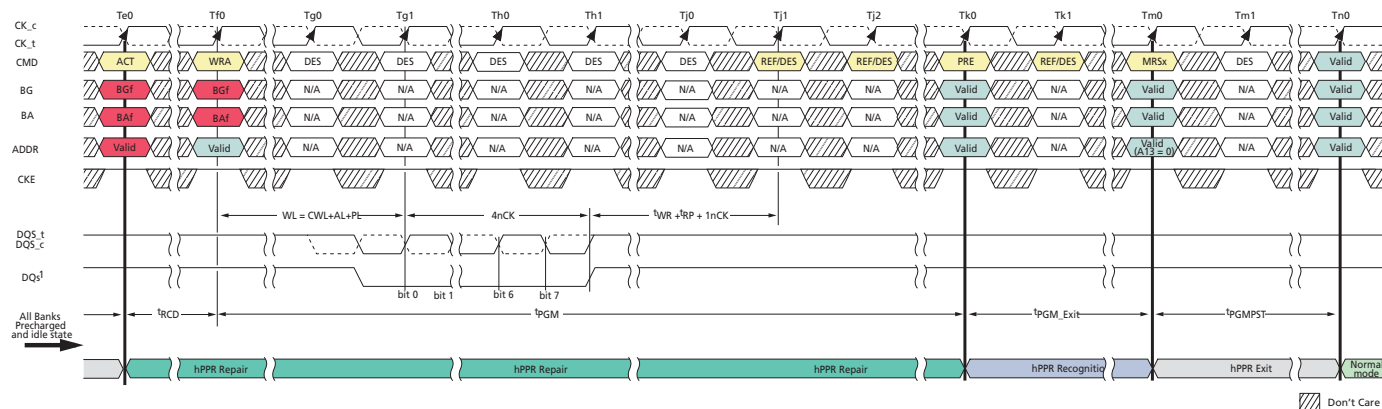 Te0 Tf0 Tg0 Tg1 Th0 Th1 Tj0 Tj1 Tj2 Tk0 Tk1 Tm0 Tm1 Tn0
CK_c
CK_t
CMD ACT WRA DES DES DES DES DES REF/DES REF/DES PRE REF/DES MRSx DES Valid
BG BGf BGf N/A N/A N/A N/A N/A N/A N/A Valid N/A Valid N/A Valid
BA BAf BAf N/A N/A N/A N/A N/A N/A N/A Valid N/A Valid N/A Valid
ADDR Valid Valid N/A N/A N/A N/A N/A N/A N/A Valid N/A Valid (A13 = 0) N/A Valid
CKE
WL = CWL+AL+PL 4nCK tWR +tRP + 1nCK
DQS_t
DQS_c
DQs1
bit 0 bit 1 bit 6 bit 7
All Banks Precharged and idle state
tRCD tPGM tPGM_Exit tPGMPST
hPPR Repair hPPR Repair hPPR Repair hPPR Recognitio hPPR Exit Normal mode
Don't Care